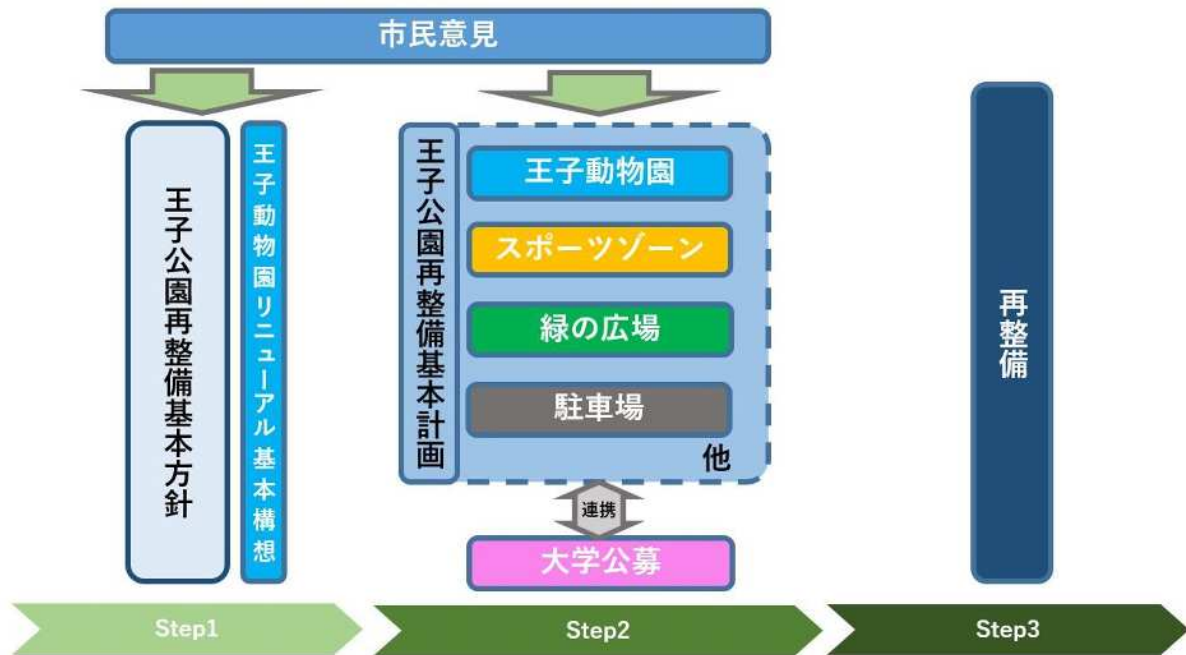 市民意見
王子公園再整備基本方針
王子動物園リニューアル基本構想
王子公園再整備基本計画
王子動物園
スポーツゾーン
緑の広場
駐車場
他
連携
大学公募
再整備
Step1
Step2
Step3